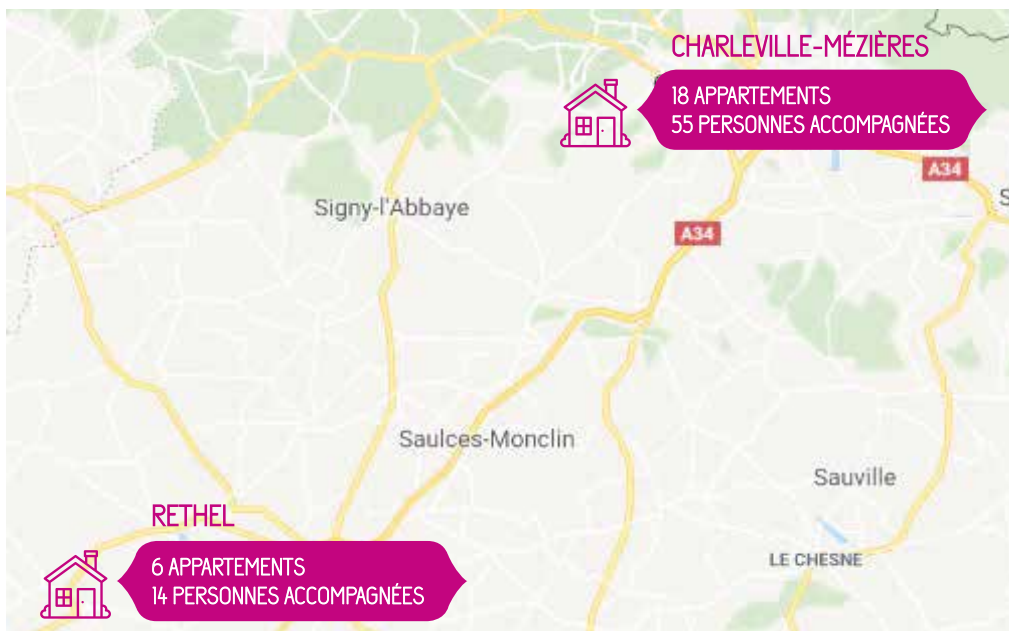 CHARLEVILLE-MÉZIÈRES
18 APPARTEMENTS
55 PERSONNES ACCOMPAGNÉES
A34
Signy-l'Abbaye
A34
Saulces-Monclin
Sauville
RETHEL
LE CHESNE
6 APPARTEMENTS
14 PERSONNES ACCOMPAGNÉES